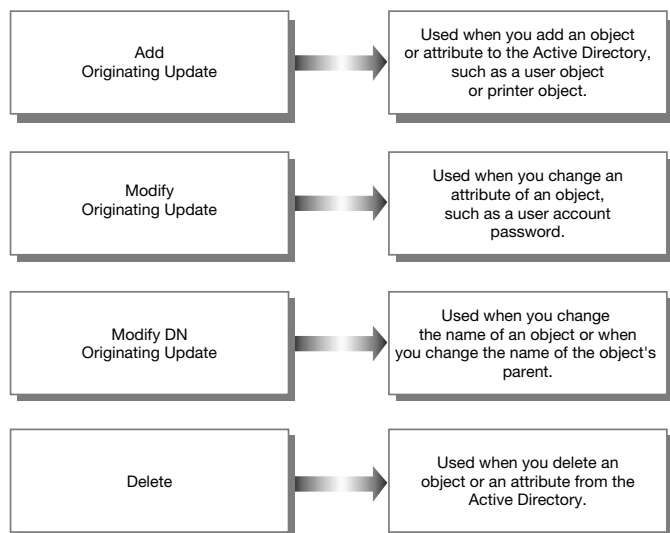 Add
Originating Update
Used when you add an object
or attribute to the Active Directory,
such as a user object
or printer object.
Modify
Originating Update
Used when you change an
attribute of an object,
such as a user account
password.
Modify DN
Originating Update
Used when you change
the name of an object or when
you change the name of the object's
parent.
Delete
Used when you delete an
object or an attribute from the
Active Directory.